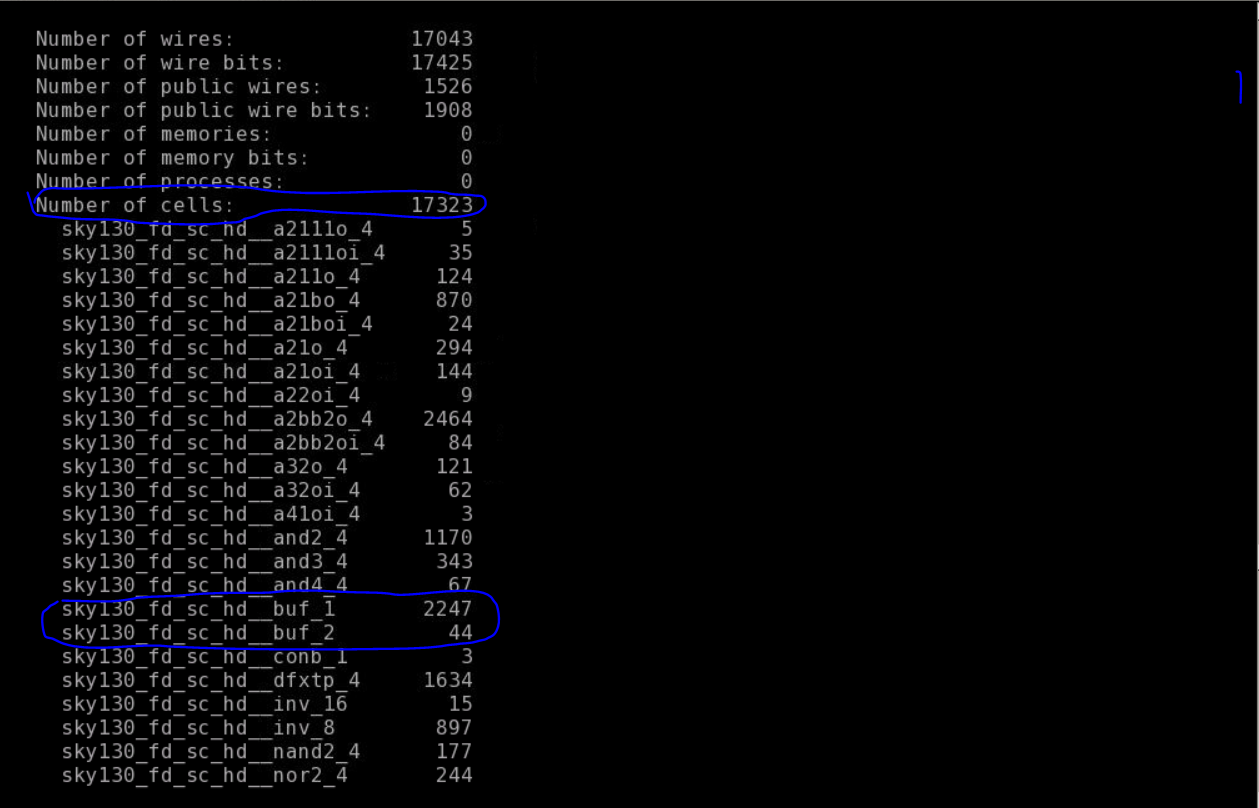 Number of wires: 17043
Number of wire bits: 17425
Number of public wires: 1526
Number of public wire bits: 1908
Number of memories: 0
Number of memory bits: 0
Number of processes: 0
Number of cells: 17323
sky130_fd_sc_hd__a2111o_4 5
sky130_fd_sc_hd__a2111oi_4 35
sky130_fd_sc_hd__a211o_4 124
sky130_fd_sc_hd__a21bo_4 870
sky130_fd_sc_hd__a21boi_4 24
sky130_fd_sc_hd__a21o_4 294
sky130_fd_sc_hd__a21oi_4 144
sky130_fd_sc_hd__a22oi_4 9
sky130_fd_sc_hd__a2bb2o_4 2464
sky130_fd_sc_hd__a2bb2oi_4 84
sky130_fd_sc_hd__a32o_4 121
sky130_fd_sc_hd__a32oi_4 62
sky130_fd_sc_hd__a41oi_4 3
sky130_fd_sc_hd__and2_4 1170
sky130_fd_sc_hd__and3_4 343
sky130_fd_sc_hd__and4_4 67
sky130_fd_sc_hd__buf_1 2247
sky130_fd_sc_hd__buf_2 44
sky130_fd_sc_hd__conb_1 3
sky130_fd_sc_hd__dfxtp_4 1634
sky130_fd_sc_hd__inv_16 15
sky130_fd_sc_hd__inv_8 897
sky130_fd_sc_hd__nand2_4 177
sky130_fd_sc_hd__nor2_4 244